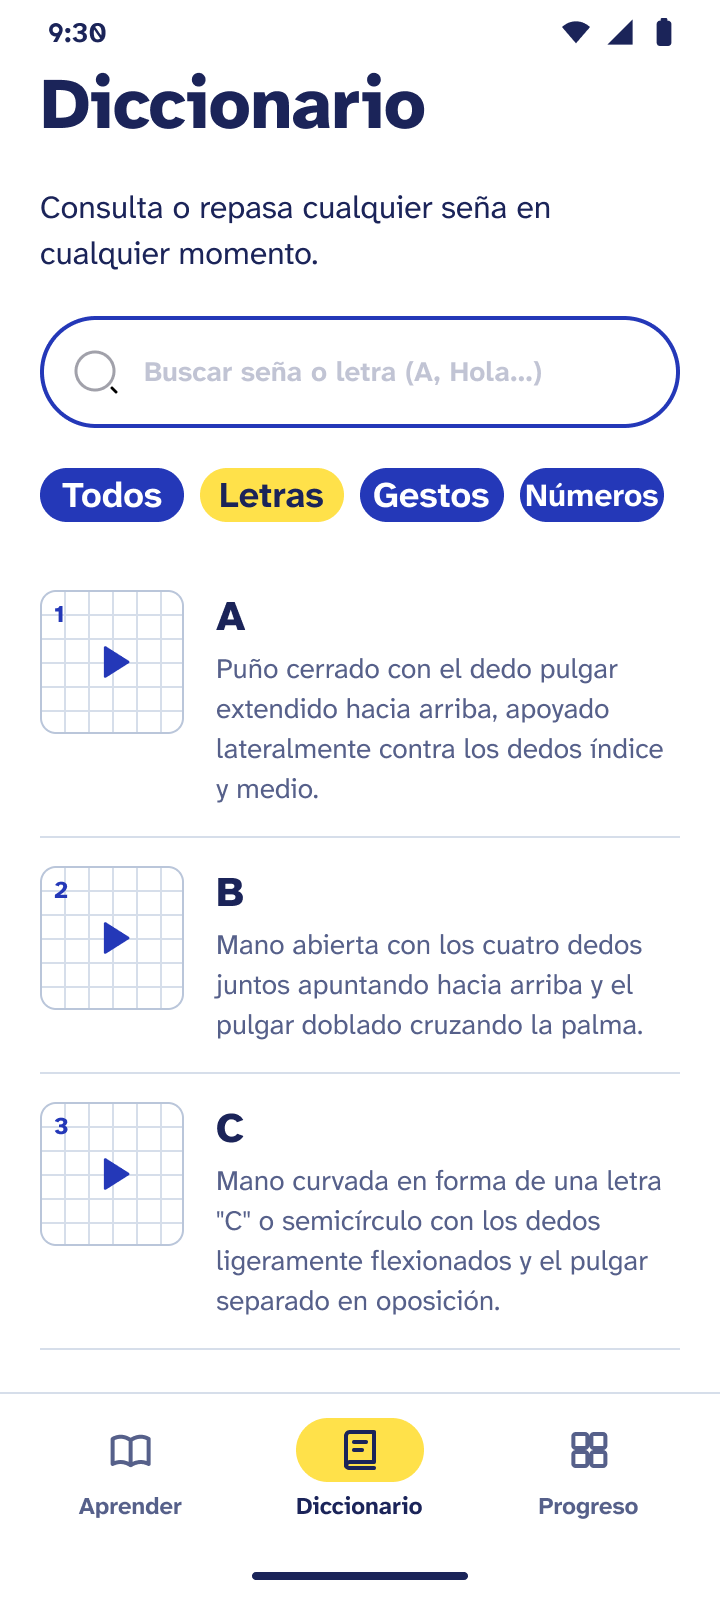 9:30
Diccionario
Consulta o repasa cualquier seña en
cualquier momento.
Buscar seña o letra (A, Hola...)
Todos
Letras
Gestos
Números
1
A
Puño cerrado con el dedo pulgar
extendido hacia arriba, apoyado
lateralmente contra los dedos índice
y medio.
2
B
Mano abierta con los cuatro dedos
juntos apuntando hacia arriba y el
pulgar doblado cruzando la palma.
3
C
Mano curvada en forma de una letra
"C" o semicírculo con los dedos
ligeramente flexionados y el pulgar
separado en oposición.
Aprender
Diccionario
Progreso